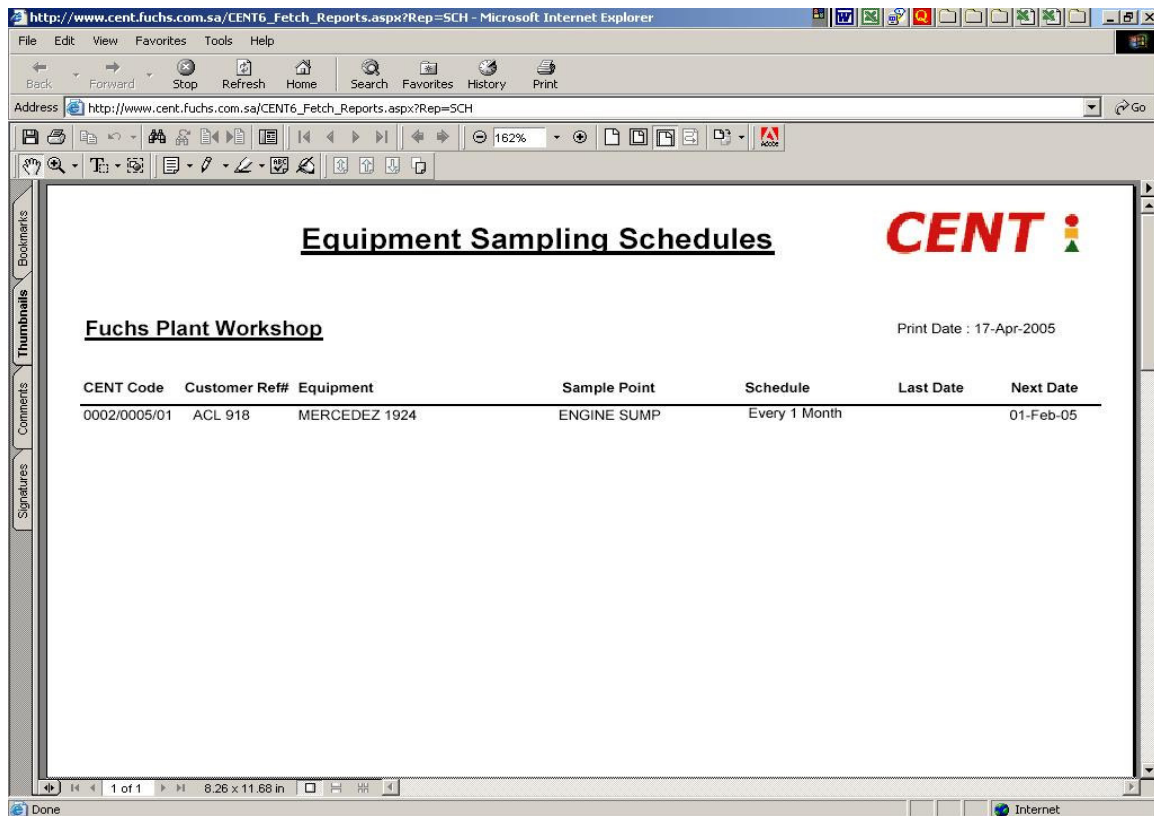 http://www.cent.fuchs.com.sa/CENT6_Fetch_Reports.aspx?Rep=SCH - Microsoft Internet Explorer
File Edit View Favorites Tools Help
Back Forward Stop Refresh Home Search Favorites History Print
Address http://www.cent.fuchs.com.sa/CENT6_Fetch_Reports.aspx?Rep=SCH Go
162% Adobe
Bookmarks
Thumbnails
Comments
Signatures
Equipment Sampling Schedules CENT
Fuchs Plant Workshop Print Date : 17-Apr-2005
CENT Code Customer Ref# Equipment Sample Point Schedule Last Date Next Date
0002/0005/01 ACL 918 MERCEDEZ 1924 ENGINE SUMP Every 1 Month 01-Feb-05
1 of 1 8.26 x 11.68 in
Done Internet